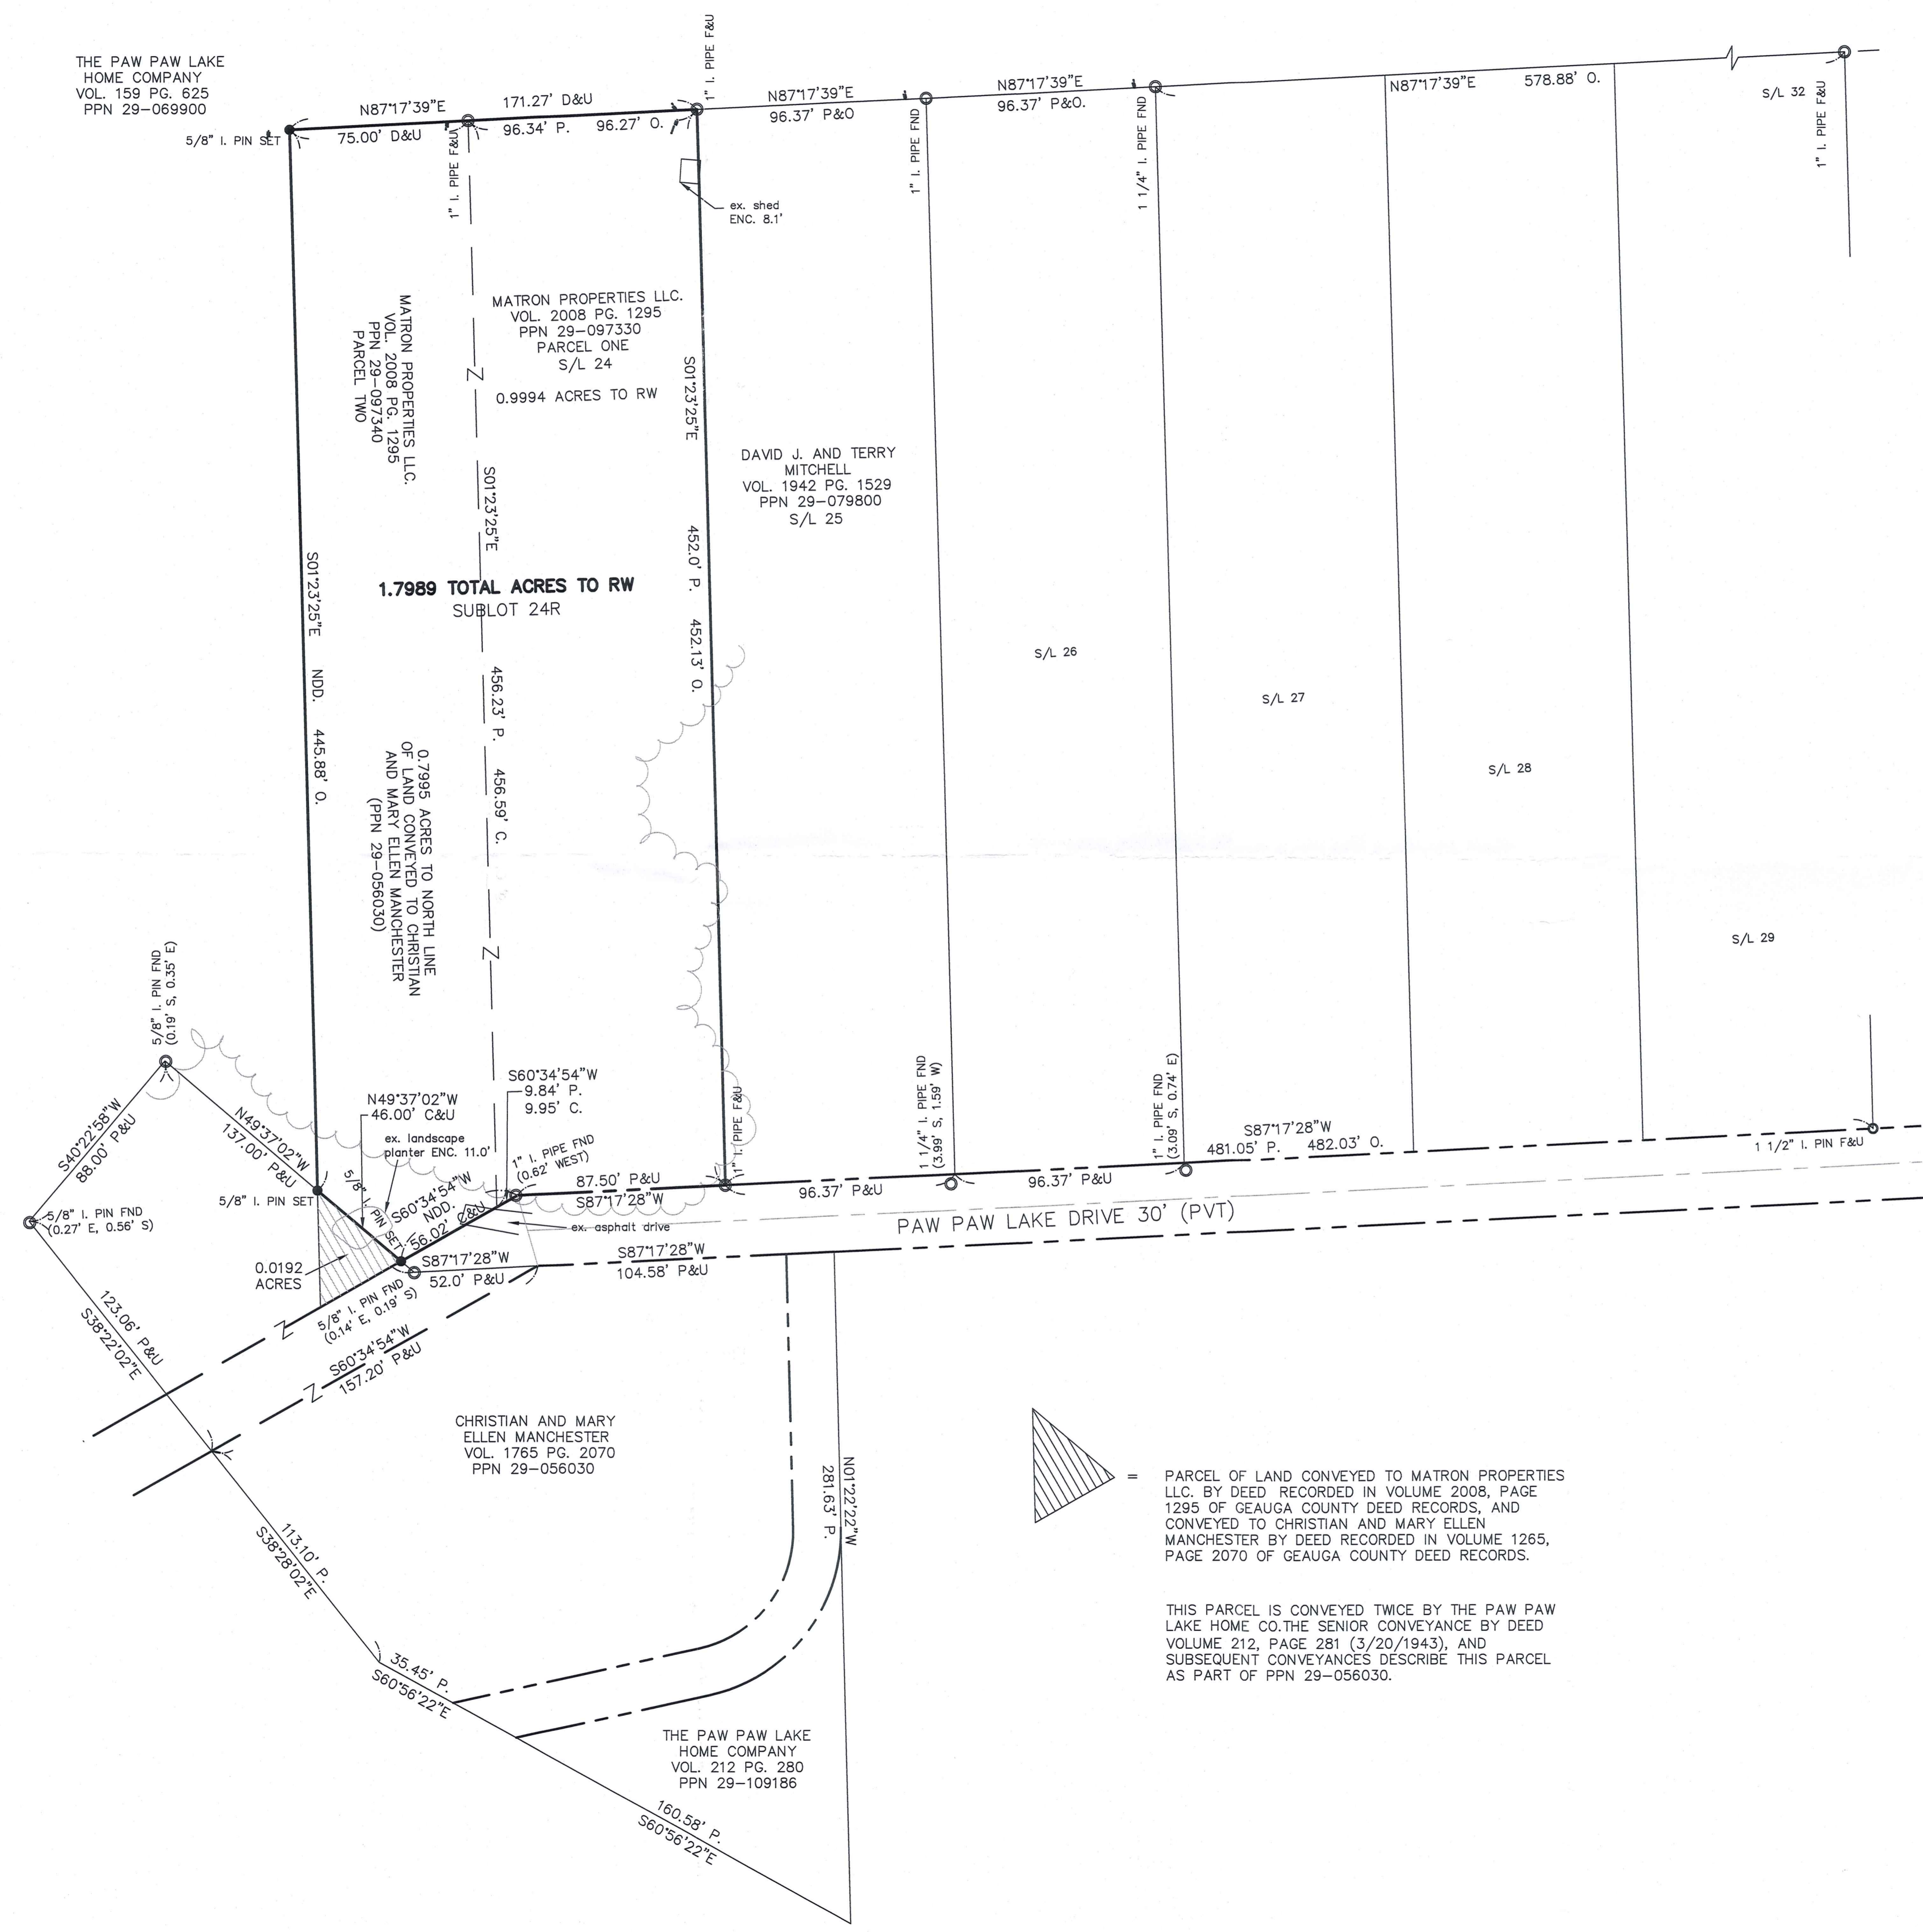 THE PAW PAW LAKE
HOME COMPANY
VOL. 159 PG. 625
PPN 29-069900
5/8" I. PIN SET
N87°17'39"E
75.00' D&U
171.27' D&U
96.34' P.
96.27' O.
1" I. PIPE F&U
1" I. PIPE F&U
N87°17'39"E
96.37' P&O
1" I. PIPE FND
N87°17'39"E
96.37' P&O.
1 1/4" I. PIPE FND
N87°17'39"E
578.88' O.
S/L 32
1" I. PIPE F&U
ex. shed
ENC. 8.1'
MATRON PROPERTIES LLC.
VOL. 2008 PG. 1295
PPN 29-097340
PARCEL TWO
MATRON PROPERTIES LLC.
VOL. 2008 PG. 1295
PPN 29-097330
PARCEL ONE
S/L 24
0.9994 ACRES TO RW
S01°23'25"E
452.0' P.
452.13' O.
DAVID J. AND TERRY
MITCHELL
VOL. 1942 PG. 1529
PPN 29-079800
S/L 25
S01°23'25"E
456.23' P.
456.59' C.
S01°23'25"E
NDD.
445.88' O.
1.7989 TOTAL ACRES TO RW
SUBLOT 24R
S/L 26
S/L 27
S/L 28
S/L 29
0.7995 ACRES TO NORTH LINE
OF LAND CONVEYED TO CHRISTIAN
AND MARY ELLEN MANCHESTER
(PPN 29-056030)
5/8" I. PIN FND
(0.19' S, 0.35' E)
S40°22'58"W
88.00' P&U
N49°37'02"W
137.00' P&U
N49°37'02"W
46.00' C&U
ex. landscape
planter ENC. 11.0'
S60°34'54"W
9.84' P.
9.95' C.
1" I. PIPE FND
(0.62' WEST)
5/8" I. PIN SET
5/8" I. PIN SET
S60°34'54"W
NDD.
56.02' C&U
87.50' P&U
S87°17'28"W
ex. asphalt drive
1" I. PIPE F&U
1 1/4" I. PIPE FND
(3.99' S, 1.59' W)
96.37' P&U
1" I. PIPE FND
(3.09' S, 0.74' E)
96.37' P&U
S87°17'28"W
481.05' P.
482.03' O.
1 1/2" I. PIN F&U
PAW PAW LAKE DRIVE 30' (PVT)
5/8" I. PIN FND
(0.27' E, 0.56' S)
0.0192
ACRES
S87°17'28"W
52.0' P&U
S87°17'28"W
104.58' P&U
5/8" I. PIN FND
(0.14' E, 0.19' S)
S60°34'54"W
157.20' P&U
123.06' P&U
S38°22'02"E
CHRISTIAN AND MARY
ELLEN MANCHESTER
VOL. 1765 PG. 2070
PPN 29-056030
N01°22'22"W
281.63' P.
113.10' P.
S38°28'02"E
35.45' P.
S60°56'22"E
THE PAW PAW LAKE
HOME COMPANY
VOL. 212 PG. 280
PPN 29-109186
160.58' P.
S60°56'22"E
= PARCEL OF LAND CONVEYED TO MATRON PROPERTIES
LLC. BY DEED RECORDED IN VOLUME 2008, PAGE
1295 OF GEAUGA COUNTY DEED RECORDS, AND
CONVEYED TO CHRISTIAN AND MARY ELLEN
MANCHESTER BY DEED RECORDED IN VOLUME 1265,
PAGE 2070 OF GEAUGA COUNTY DEED RECORDS.
THIS PARCEL IS CONVEYED TWICE BY THE PAW PAW
LAKE HOME CO.THE SENIOR CONVEYANCE BY DEED
VOLUME 212, PAGE 281 (3/20/1943), AND
SUBSEQUENT CONVEYANCES DESCRIBE THIS PARCEL
AS PART OF PPN 29-056030.